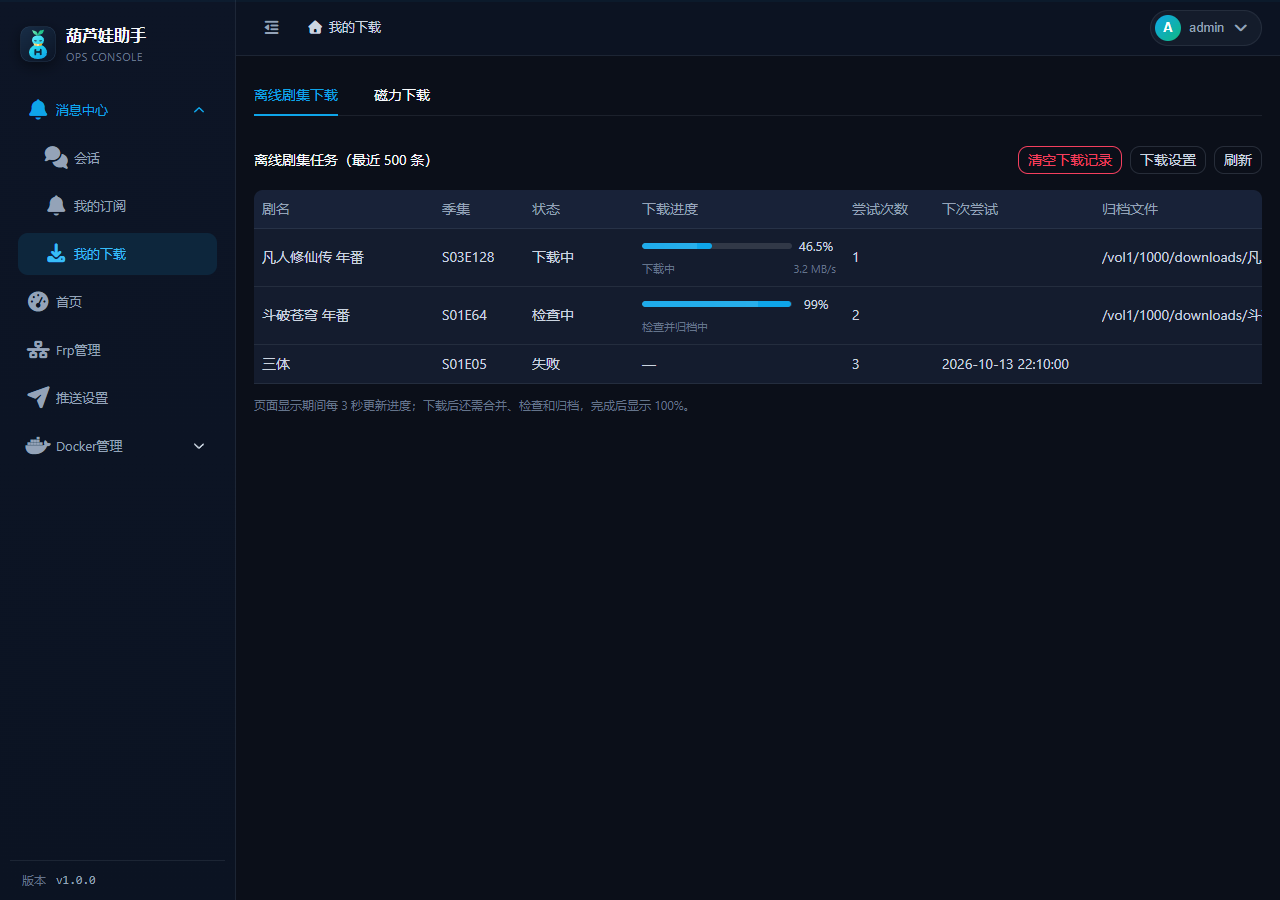 葫芦娃助手
OPS CONSOLE
消息中心
会话
我的订阅
我的下载
首页
Frp管理
推送设置
Docker管理
版本 v1.0.0
我的下载
A admin
离线剧集下载 磁力下载
离线剧集任务（最近 500 条）
清空下载记录 下载设置 刷新
剧名 季集 状态 下载进度 尝试次数 下次尝试 归档文件
凡人修仙传 年番 S03E128 下载中 46.5% 下载中 3.2 MB/s 1 /vol1/1000/downloads/凡
斗破苍穹 年番 S01E64 检查中 99% 检查并归档中 2 /vol1/1000/downloads/斗
三体 S01E05 失败 — 3 2026-10-13 22:10:00
页面显示期间每 3 秒更新进度；下载后还需合并、检查和归档，完成后显示 100%。